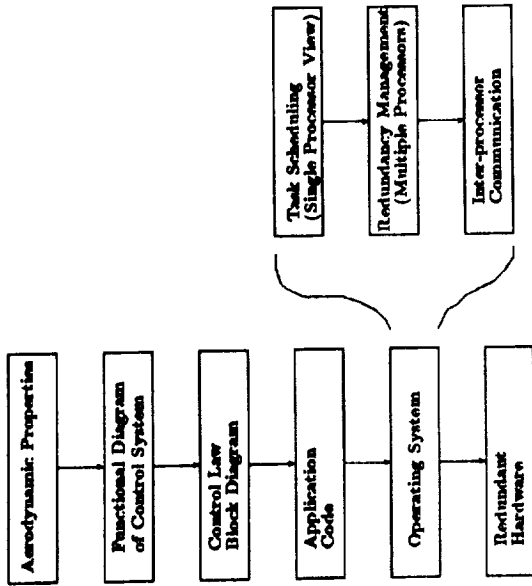 Aerodynamic Properties
Functional Diagram
of Control System
Control Law
Block Diagram
Application
Code
Operating System
Redundant
Hardware
Task Scheduling
(Single Processor View)
Redundancy Management
(Multiple Processors)
Inter-processor
Communication